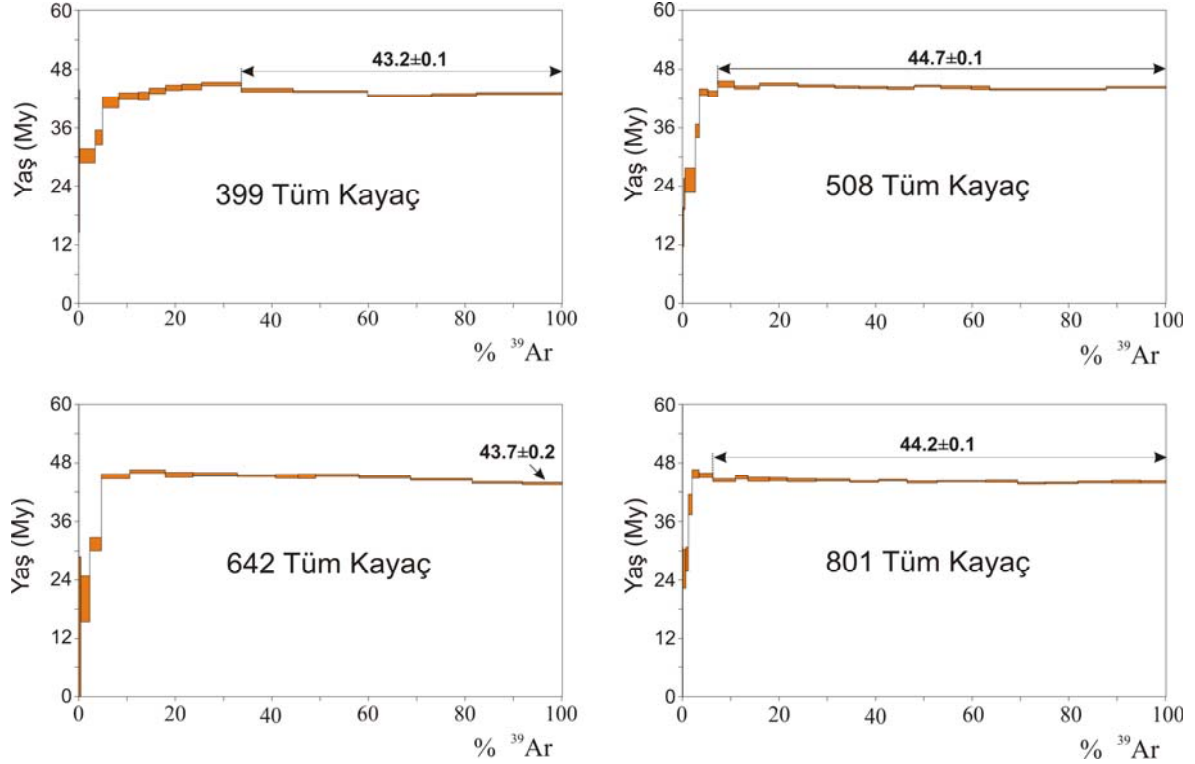 60
48
36
24
12
0
Yaş (My)
43.2±0.1
399 Tüm Kayaç
0 20 40 60 80 100
% ³⁹Ar
60
48
36
24
12
0
Yaş (My)
44.7±0.1
508 Tüm Kayaç
0 20 40 60 80 100
% ³⁹Ar
60
48
36
24
12
0
Yaş (My)
43.7±0.2
642 Tüm Kayaç
0 20 40 60 80 100
% ³⁹Ar
60
48
36
24
12
0
Yaş (My)
44.2±0.1
801 Tüm Kayaç
0 20 40 60 80 100
% ³⁹Ar